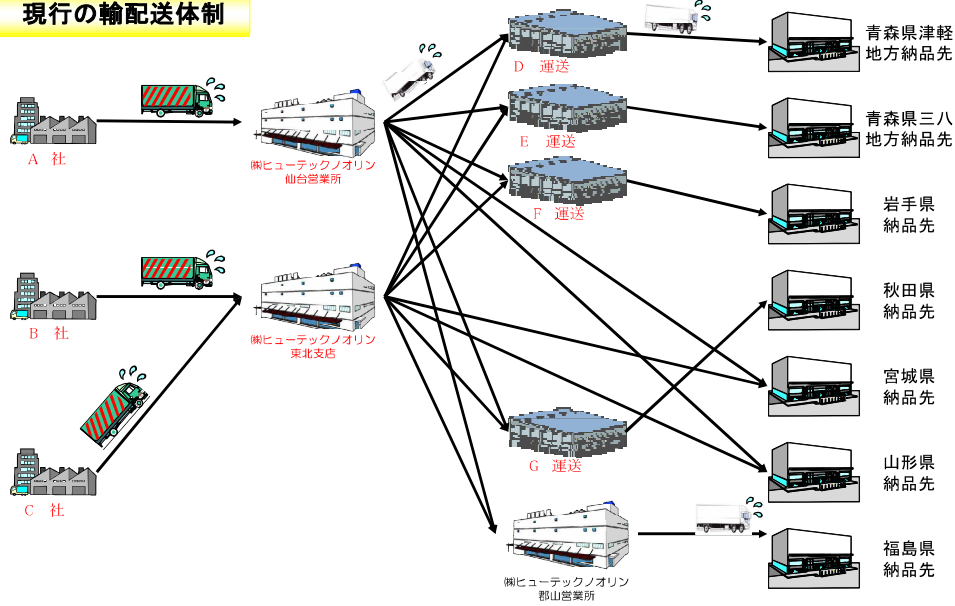 現行の輸配送体制
A 社
㈱ヒューテックノオリン
仙台営業所
B 社
㈱ヒューテックノオリン
東北支店
C 社
D 運送
E 運送
F 運送
G 運送
㈱ヒューテックノオリン
郡山営業所
青森県津軽
地方納品先
青森県三八
地方納品先
岩手県
納品先
秋田県
納品先
宮城県
納品先
山形県
納品先
福島県
納品先